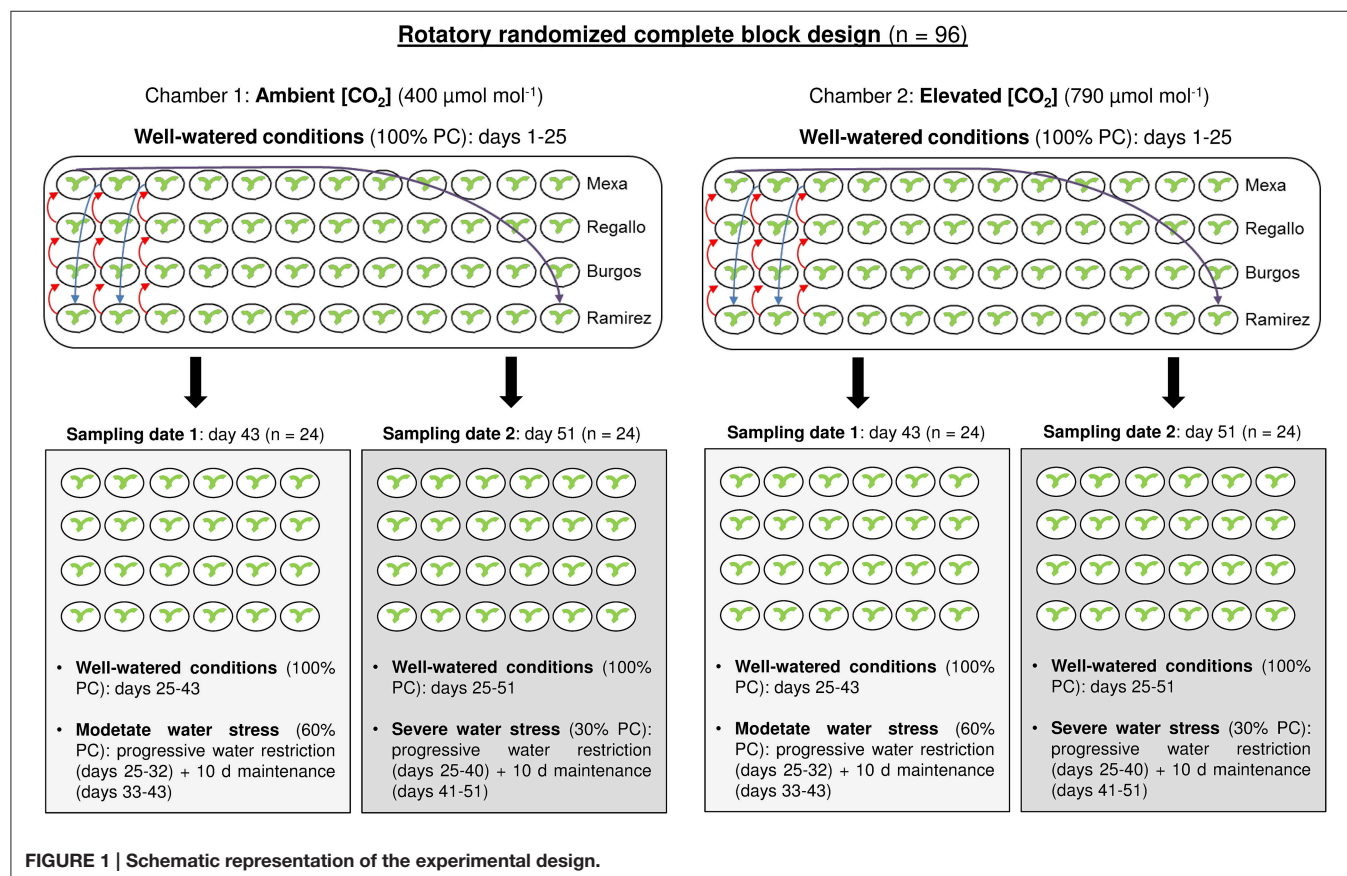 Rotatory randomized complete block design (n = 96)
Chamber 1: Ambient [CO₂] (400 µmol mol⁻¹)
Well-watered conditions (100% PC): days 1-25
Mexa
Regallo
Burgos
Ramirez
Sampling date 1: day 43 (n = 24)
• Well-watered conditions (100%
PC): days 25-43
• Modetate water stress (60%
PC): progressive water restriction
(days 25-32) + 10 d maintenance
(days 33-43)
Sampling date 2: day 51 (n = 24)
• Well-watered conditions (100%
PC): days 25-51
• Severe water stress (30% PC):
progressive water restriction
(days 25-40) + 10 d maintenance
(days 41-51)
Chamber 2: Elevated [CO₂] (790 µmol mol⁻¹)
Well-watered conditions (100% PC): days 1-25
Mexa
Regallo
Burgos
Ramirez
Sampling date 1: day 43 (n = 24)
• Well-watered conditions (100%
PC): days 25-43
• Modetate water stress (60%
PC): progressive water restriction
(days 25-32) + 10 d maintenance
(days 33-43)
Sampling date 2: day 51 (n = 24)
• Well-watered conditions (100%
PC): days 25-51
• Severe water stress (30% PC):
progressive water restriction
(days 25-40) + 10 d maintenance
(days 41-51)
FIGURE 1 | Schematic representation of the experimental design.